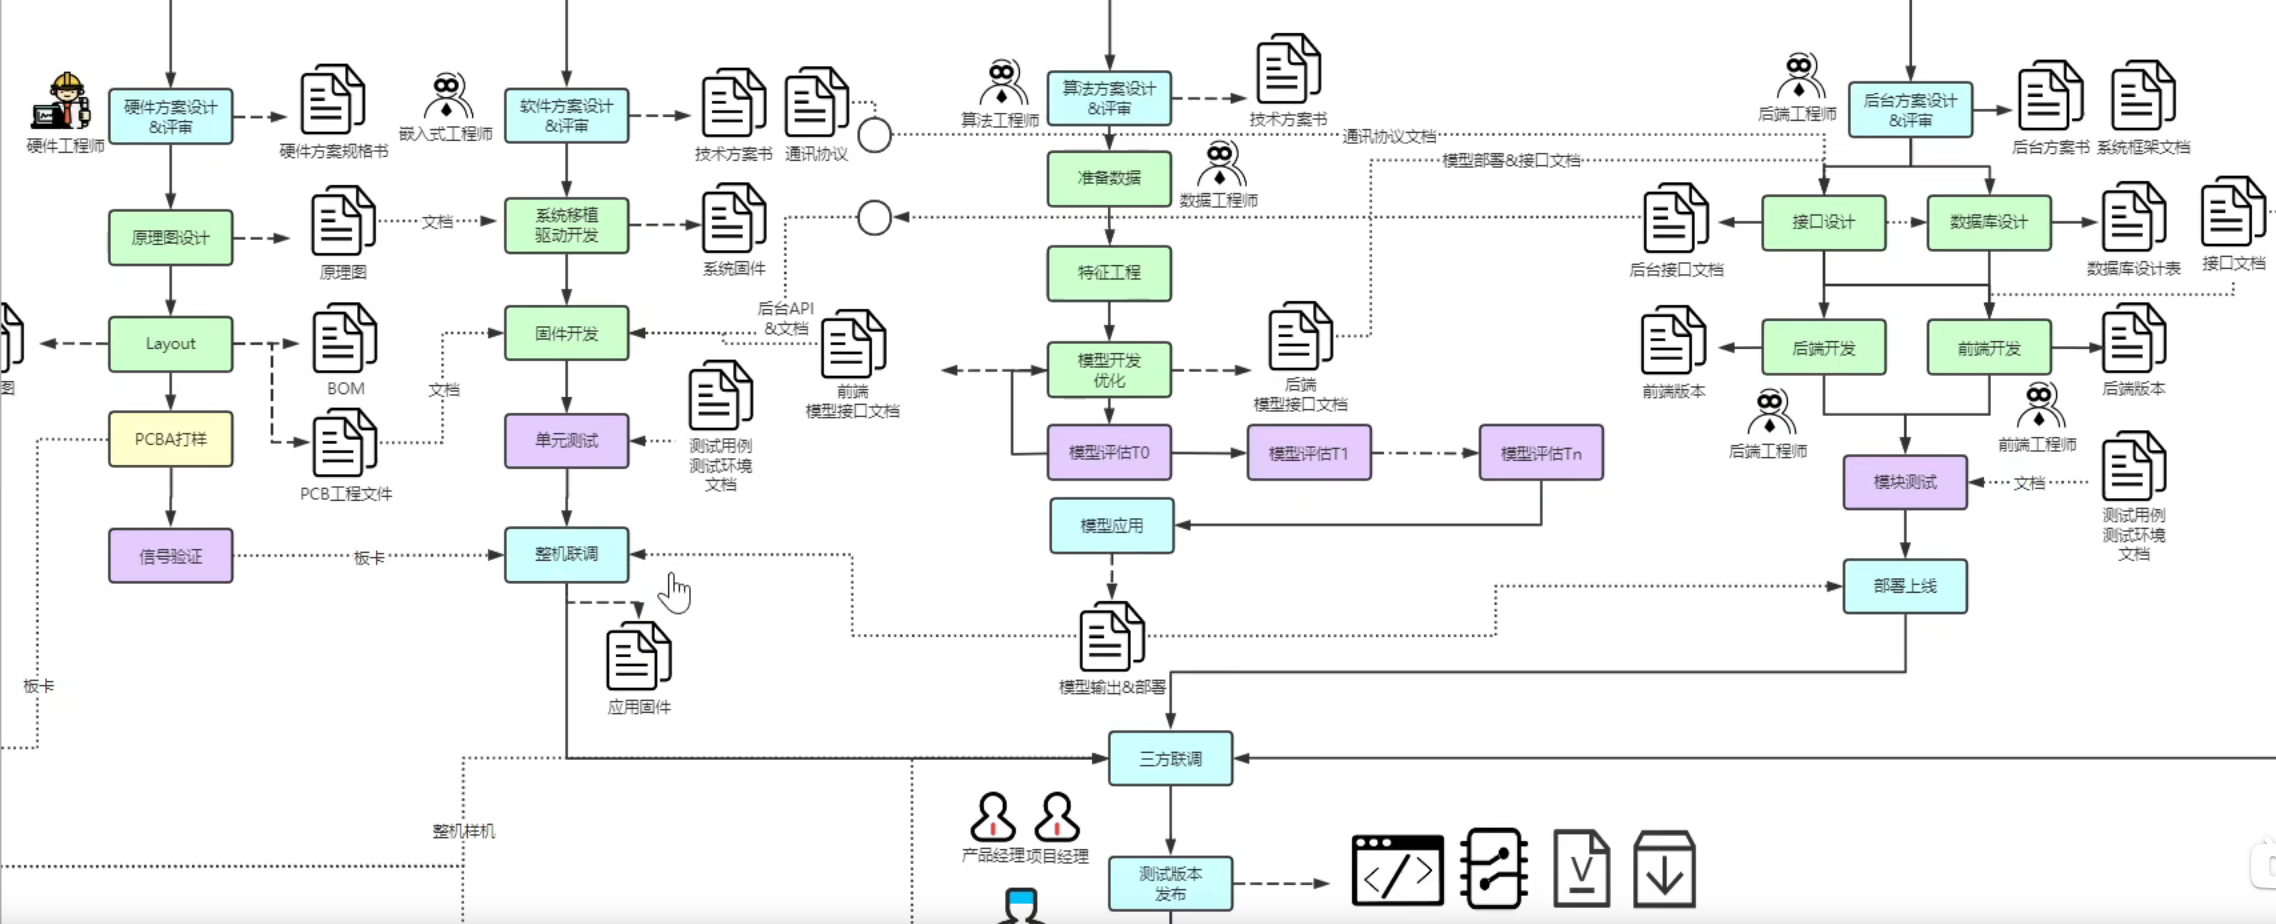 硬件工程师
硬件方案设计
&评审
硬件方案规格书
原理图设计
原理图
文档
Layout
图
BOM
PCBA打样
PCB工程文件
文档
信号验证
板卡
板卡
嵌入式工程师
软件方案设计
&评审
技术方案书
通讯协议
系统移植
驱动开发
系统固件
固件开发
后台API
&文档
前端
模型接口文档
单元测试
测试用例
测试环境
文档
整机联调
应用固件
算法工程师
算法方案设计
&评审
技术方案书
准备数据
数据工程师
特征工程
模型开发
优化
后端
模型接口文档
模型评估T0
模型评估T1
模型评估Tn
模型应用
模型输出&部署
通讯协议文档
模型部署&接口文档
后端工程师
后台方案设计
&评审
后台方案书
系统框架文档
后台接口文档
接口设计
数据库设计
数据库设计表
接口文档
前端版本
后端开发
前端开发
后端版本
后端工程师
前端工程师
模块测试
文档
测试用例
测试环境
文档
部署上线
三方联调
整机样机
产品经理
项目经理
测试版本
发布
</>
V